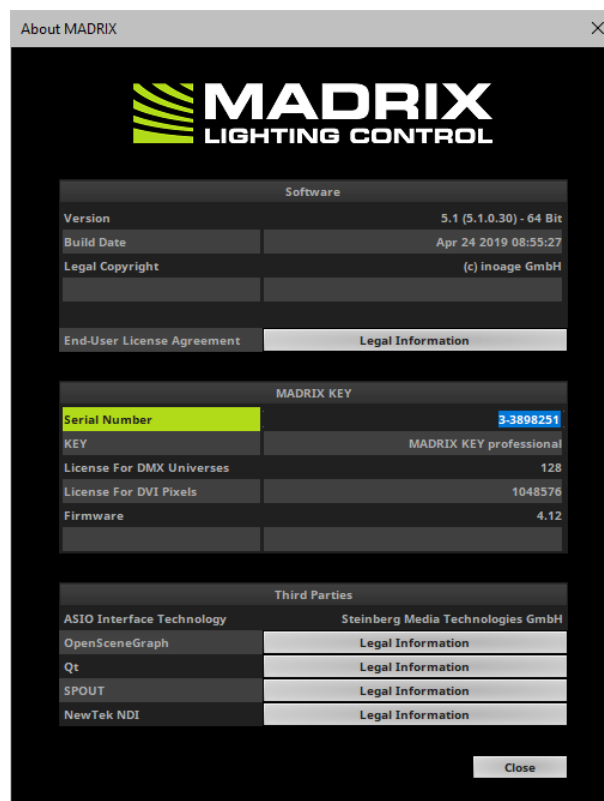 About MADRIX
MADRIX
LIGHTING CONTROL
Software
Version 5.1 (5.1.0.30) - 64 Bit
Build Date Apr 24 2019 08:55:27
Legal Copyright (c) inoage GmbH
End-User License Agreement Legal Information
MADRIX KEY
Serial Number 3-3898251
KEY MADRIX KEY professional
License For DMX Universes 128
License For DVI Pixels 1048576
Firmware 4.12
Third Parties
ASIO Interface Technology Steinberg Media Technologies GmbH
OpenSceneGraph Legal Information
Qt Legal Information
SPOUT Legal Information
NewTek NDI Legal Information
Close